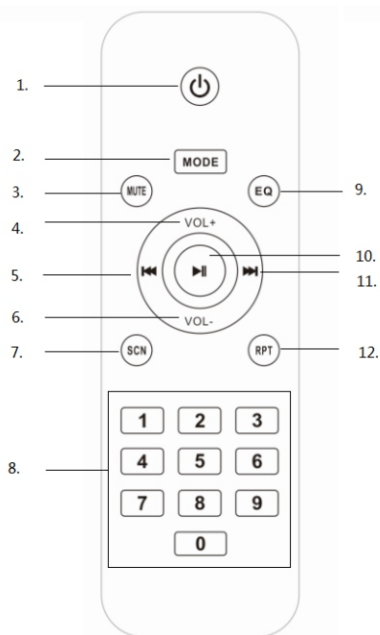 1.
2. MODE
3. MUTE EQ 9.
4. VOL+
10.
5. 11.
6. VOL-
7. SCN RPT 12.
1 2 3
4 5 6
8.
7 8 9
0